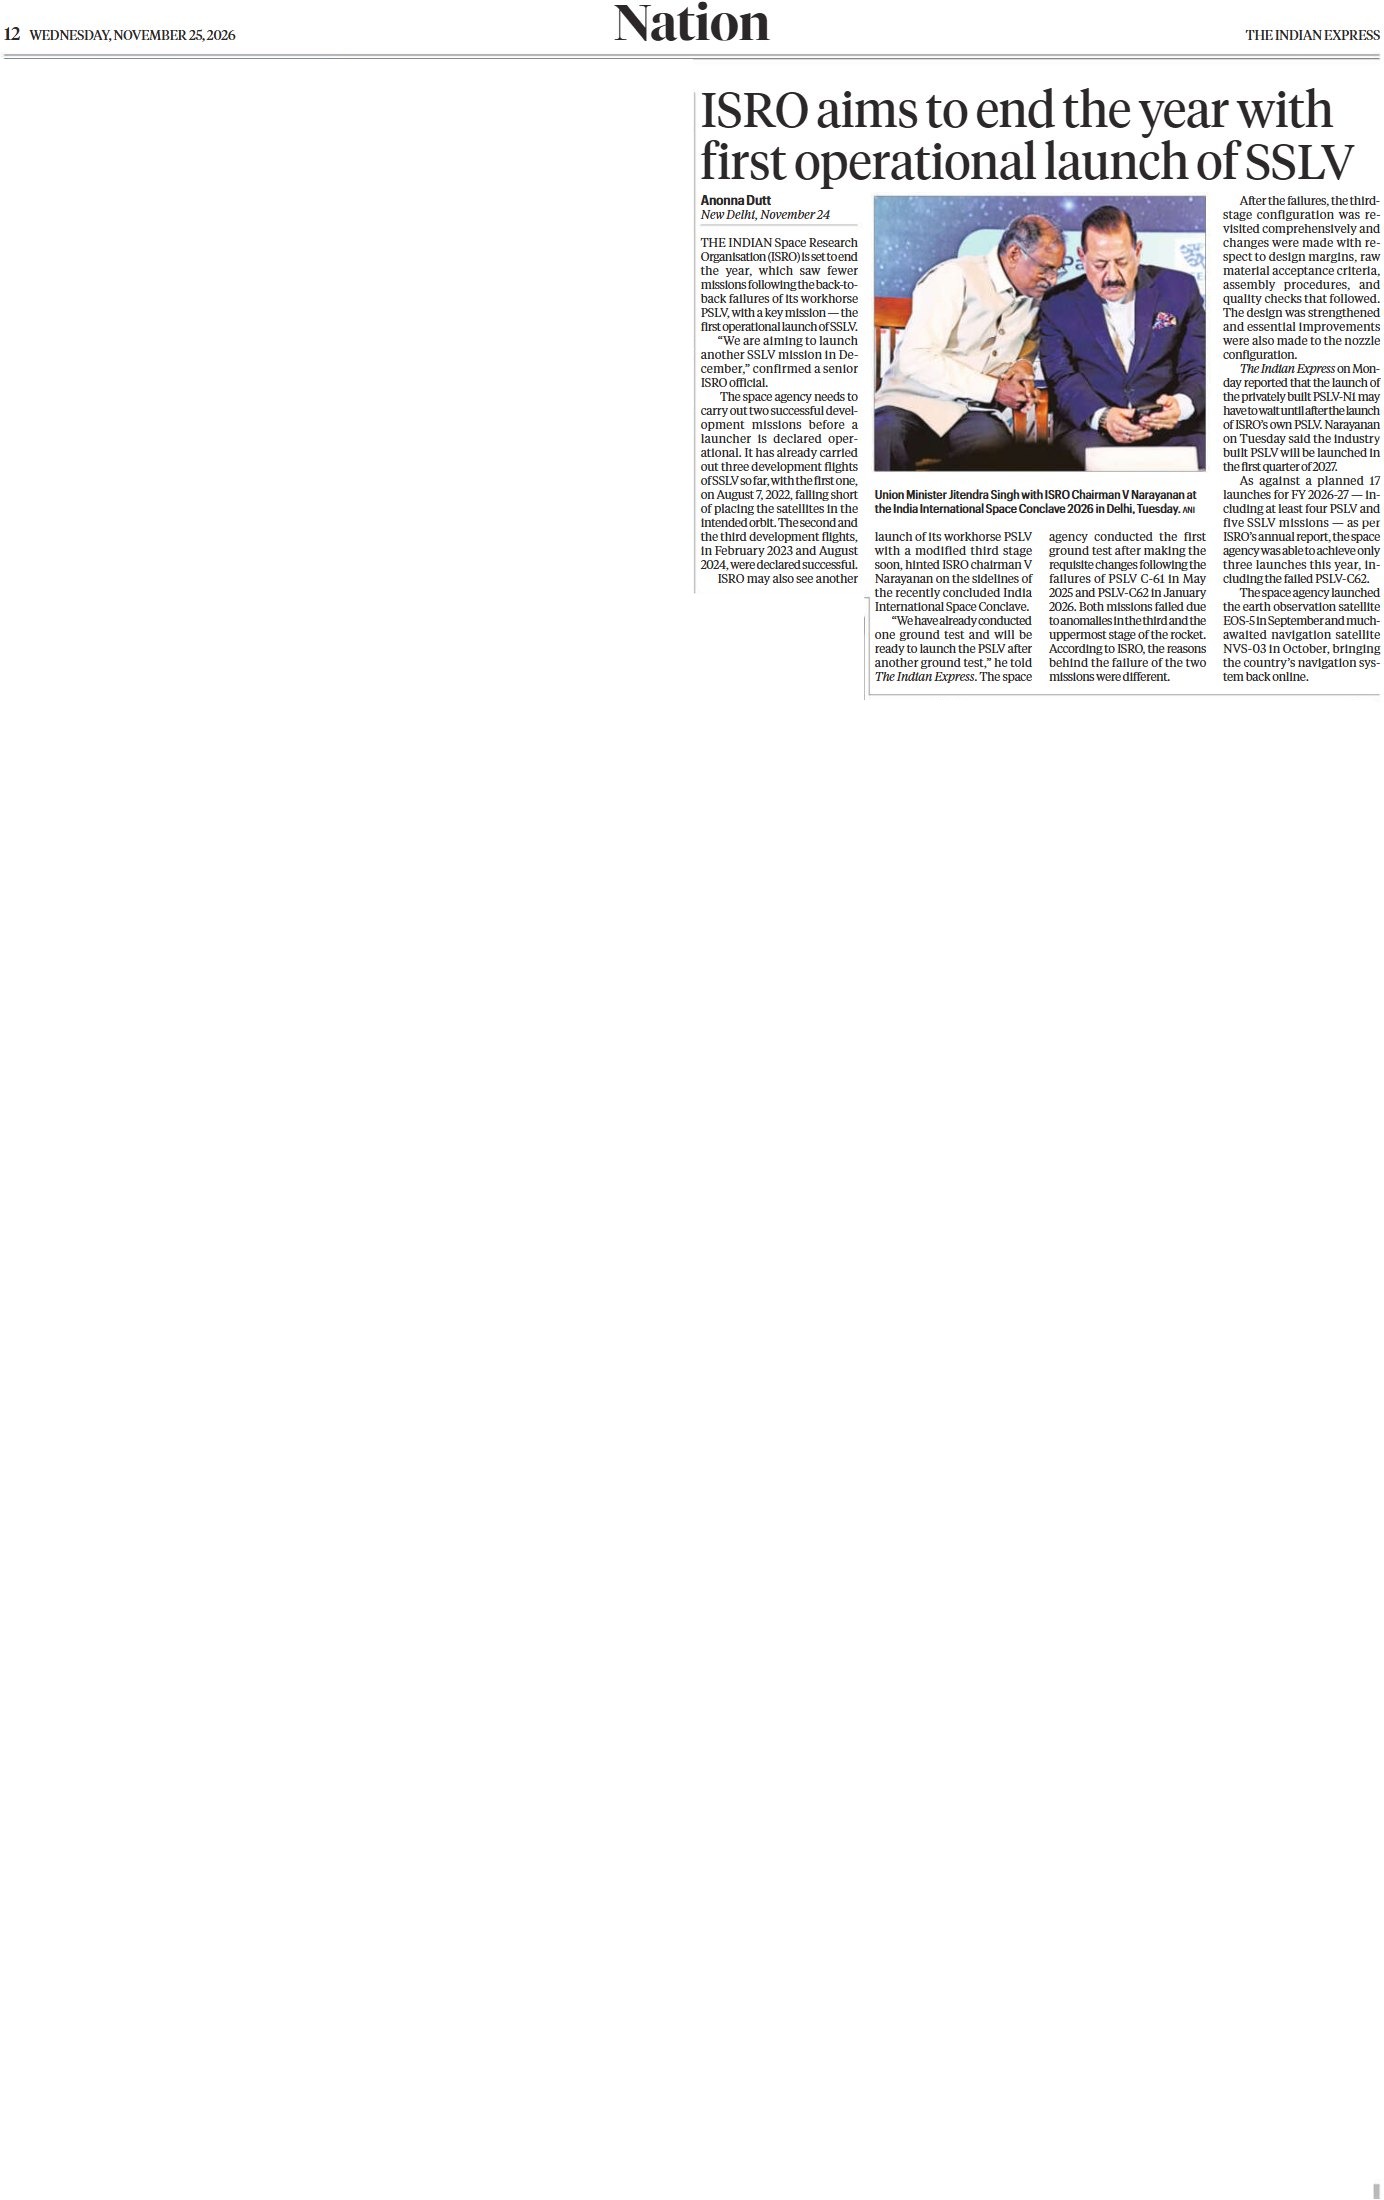 12 WEDNESDAY, NOVEMBER 25, 2026
Nation
THE INDIAN EXPRESS
ISRO aims to end the year with
first operational launch of SSLV
Anonna Dutt
New Delhi, November 24
THE INDIAN Space Research
Organisation (ISRO) is set to end
the year, which saw fewer
missions following the back-to-
back failures of its workhorse
PSLV, with a key mission — the
first operational launch of SSLV.
“We are aiming to launch
another SSLV mission in De-
cember,” confirmed a senior
ISRO official.
The space agency needs to
carry out two successful devel-
opment missions before a
launcher is declared oper-
ational. It has already carried
out three development flights
of SSLV so far, with the first one,
on August 7, 2022, falling short
of placing the satellites in the
intended orbit. The second and
the third development flights,
in February 2023 and August
2024, were declared successful.
ISRO may also see another
Union Minister Jitendra Singh with ISRO Chairman V Narayanan at
the India International Space Conclave 2026 in Delhi, Tuesday. ANI
launch of its workhorse PSLV
with a modified third stage
soon, hinted ISRO chairman V
Narayanan on the sidelines of
the recently concluded India
International Space Conclave.
“We have already conducted
one ground test and will be
ready to launch the PSLV after
another ground test,” he told
The Indian Express. The space
agency conducted the first
ground test after making the
requisite changes following the
failures of PSLV C-61 in May
2025 and PSLV-C62 in January
2026. Both missions failed due
to anomalies in the third and the
uppermost stage of the rocket.
According to ISRO, the reasons
behind the failure of the two
missions were different.
After the failures, the third-
stage configuration was re-
visited comprehensively and
changes were made with re-
spect to design margins, raw
material acceptance criteria,
assembly procedures, and
quality checks that followed.
The design was strengthened
and essential improvements
were also made to the nozzle
configuration.
The Indian Express on Mon-
day reported that the launch of
the privately built PSLV-N1 may
have to wait until after the launch
of ISRO’s own PSLV. Narayanan
on Tuesday said the industry
built PSLV will be launched in
the first quarter of 2027.
As against a planned 17
launches for FY 2026-27 — in-
cluding at least four PSLV and
five SSLV missions — as per
ISRO’s annual report, the space
agency was able to achieve only
three launches this year, in-
cluding the failed PSLV-C62.
The space agency launched
the earth observation satellite
EOS-5 in September and much-
awaited navigation satellite
NVS-03 in October, bringing
the country’s navigation sys-
tem back online.